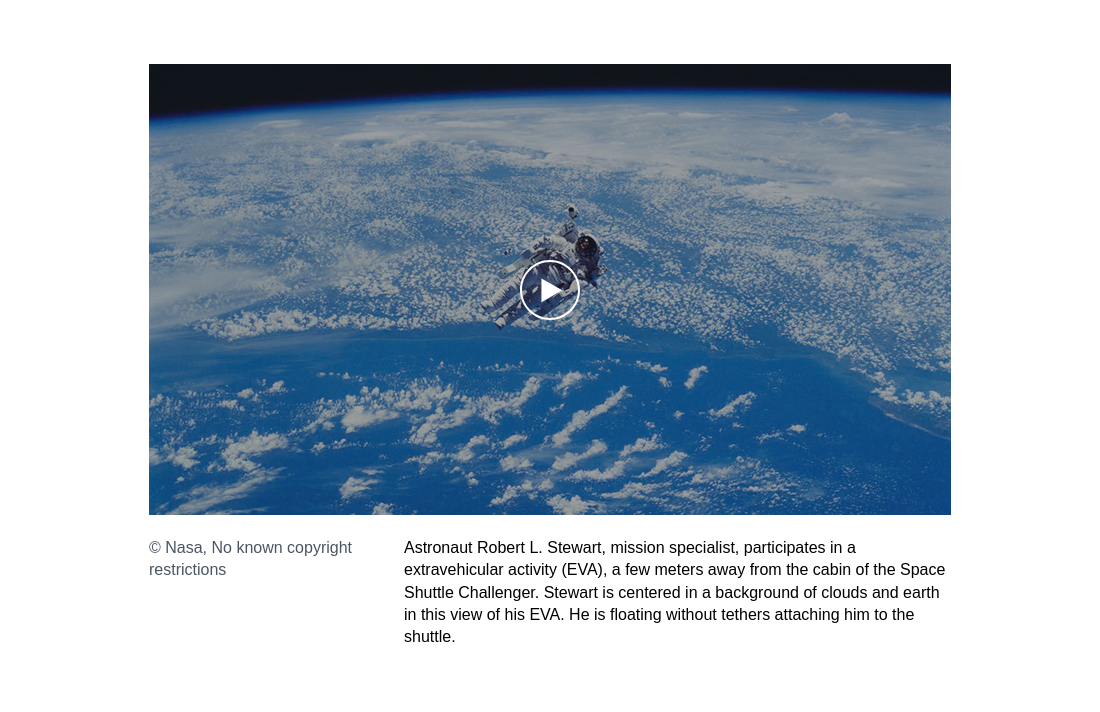 © Nasa, No known copyright
restrictions
Astronaut Robert L. Stewart, mission specialist, participates in a
extravehicular activity (EVA), a few meters away from the cabin of the Space
Shuttle Challenger. Stewart is centered in a background of clouds and earth
in this view of his EVA. He is floating without tethers attaching him to the
shuttle.